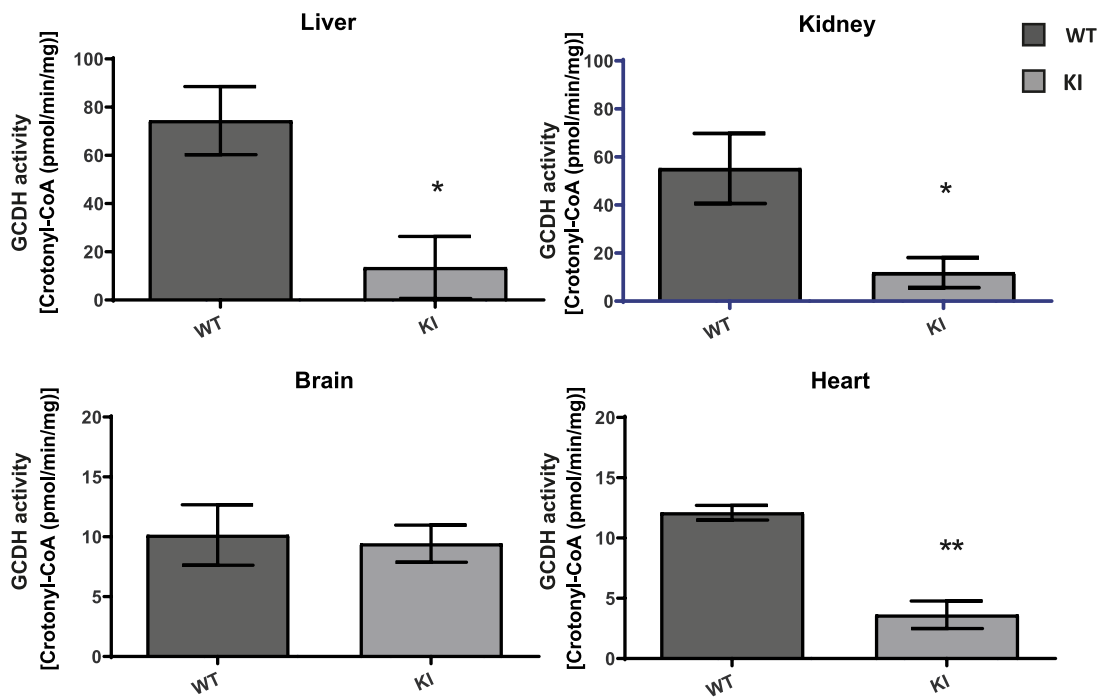 Liver
GCDH activity
[Crotonyl-CoA (pmol/min/mg)]
100
80
60
40
20
0
*
WT
KI
Kidney
GCDH activity
[Crotonyl-CoA (pmol/min/mg)]
100
80
60
40
20
0
*
WT
KI
WT
KI
Brain
GCDH activity
[Crotonyl-CoA (pmol/min/mg)]
20
15
10
5
0
WT
KI
Heart
GCDH activity
[Crotonyl-CoA (pmol/min/mg)]
20
15
10
5
0
**
WT
KI